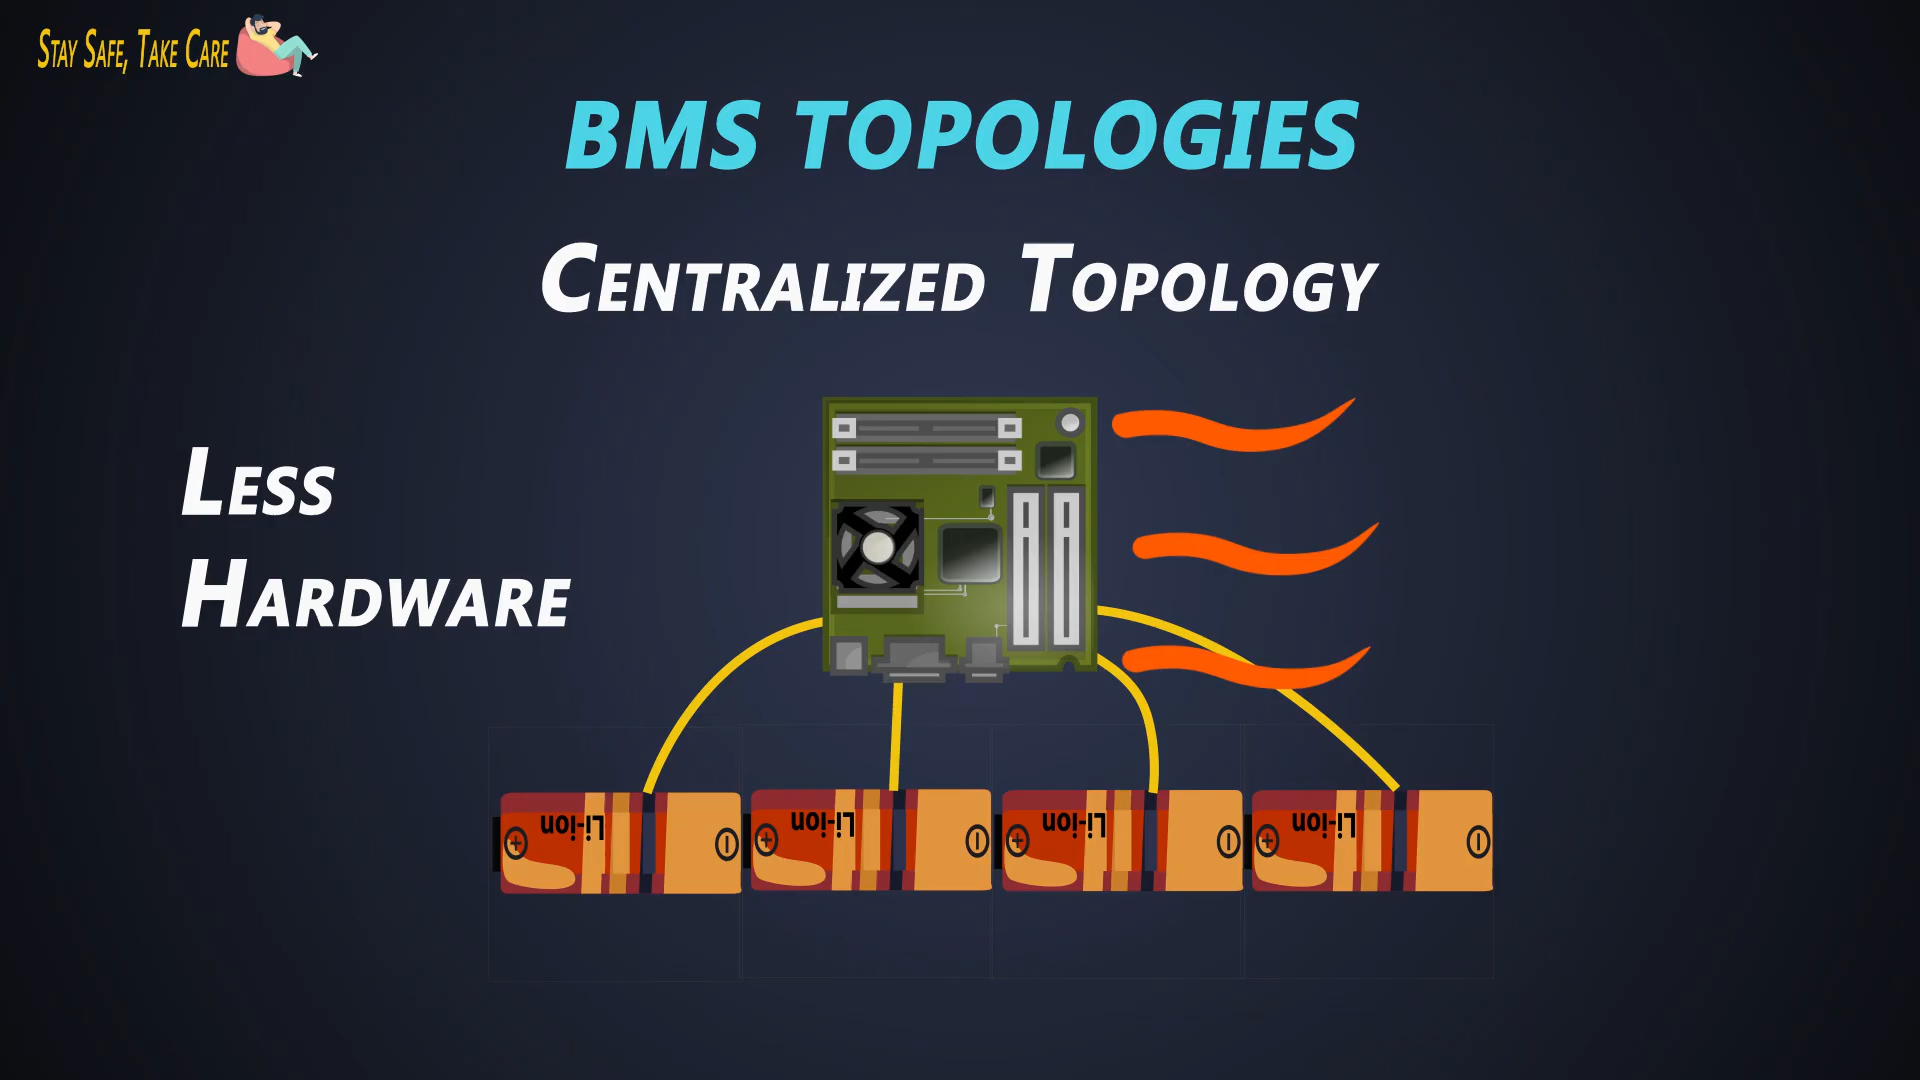 Stay Safe, Take Care
BMS TOPOLOGIES
Centralized Topology
Less
Hardware
Li-ion
Li-ion
Li-ion
Li-ion